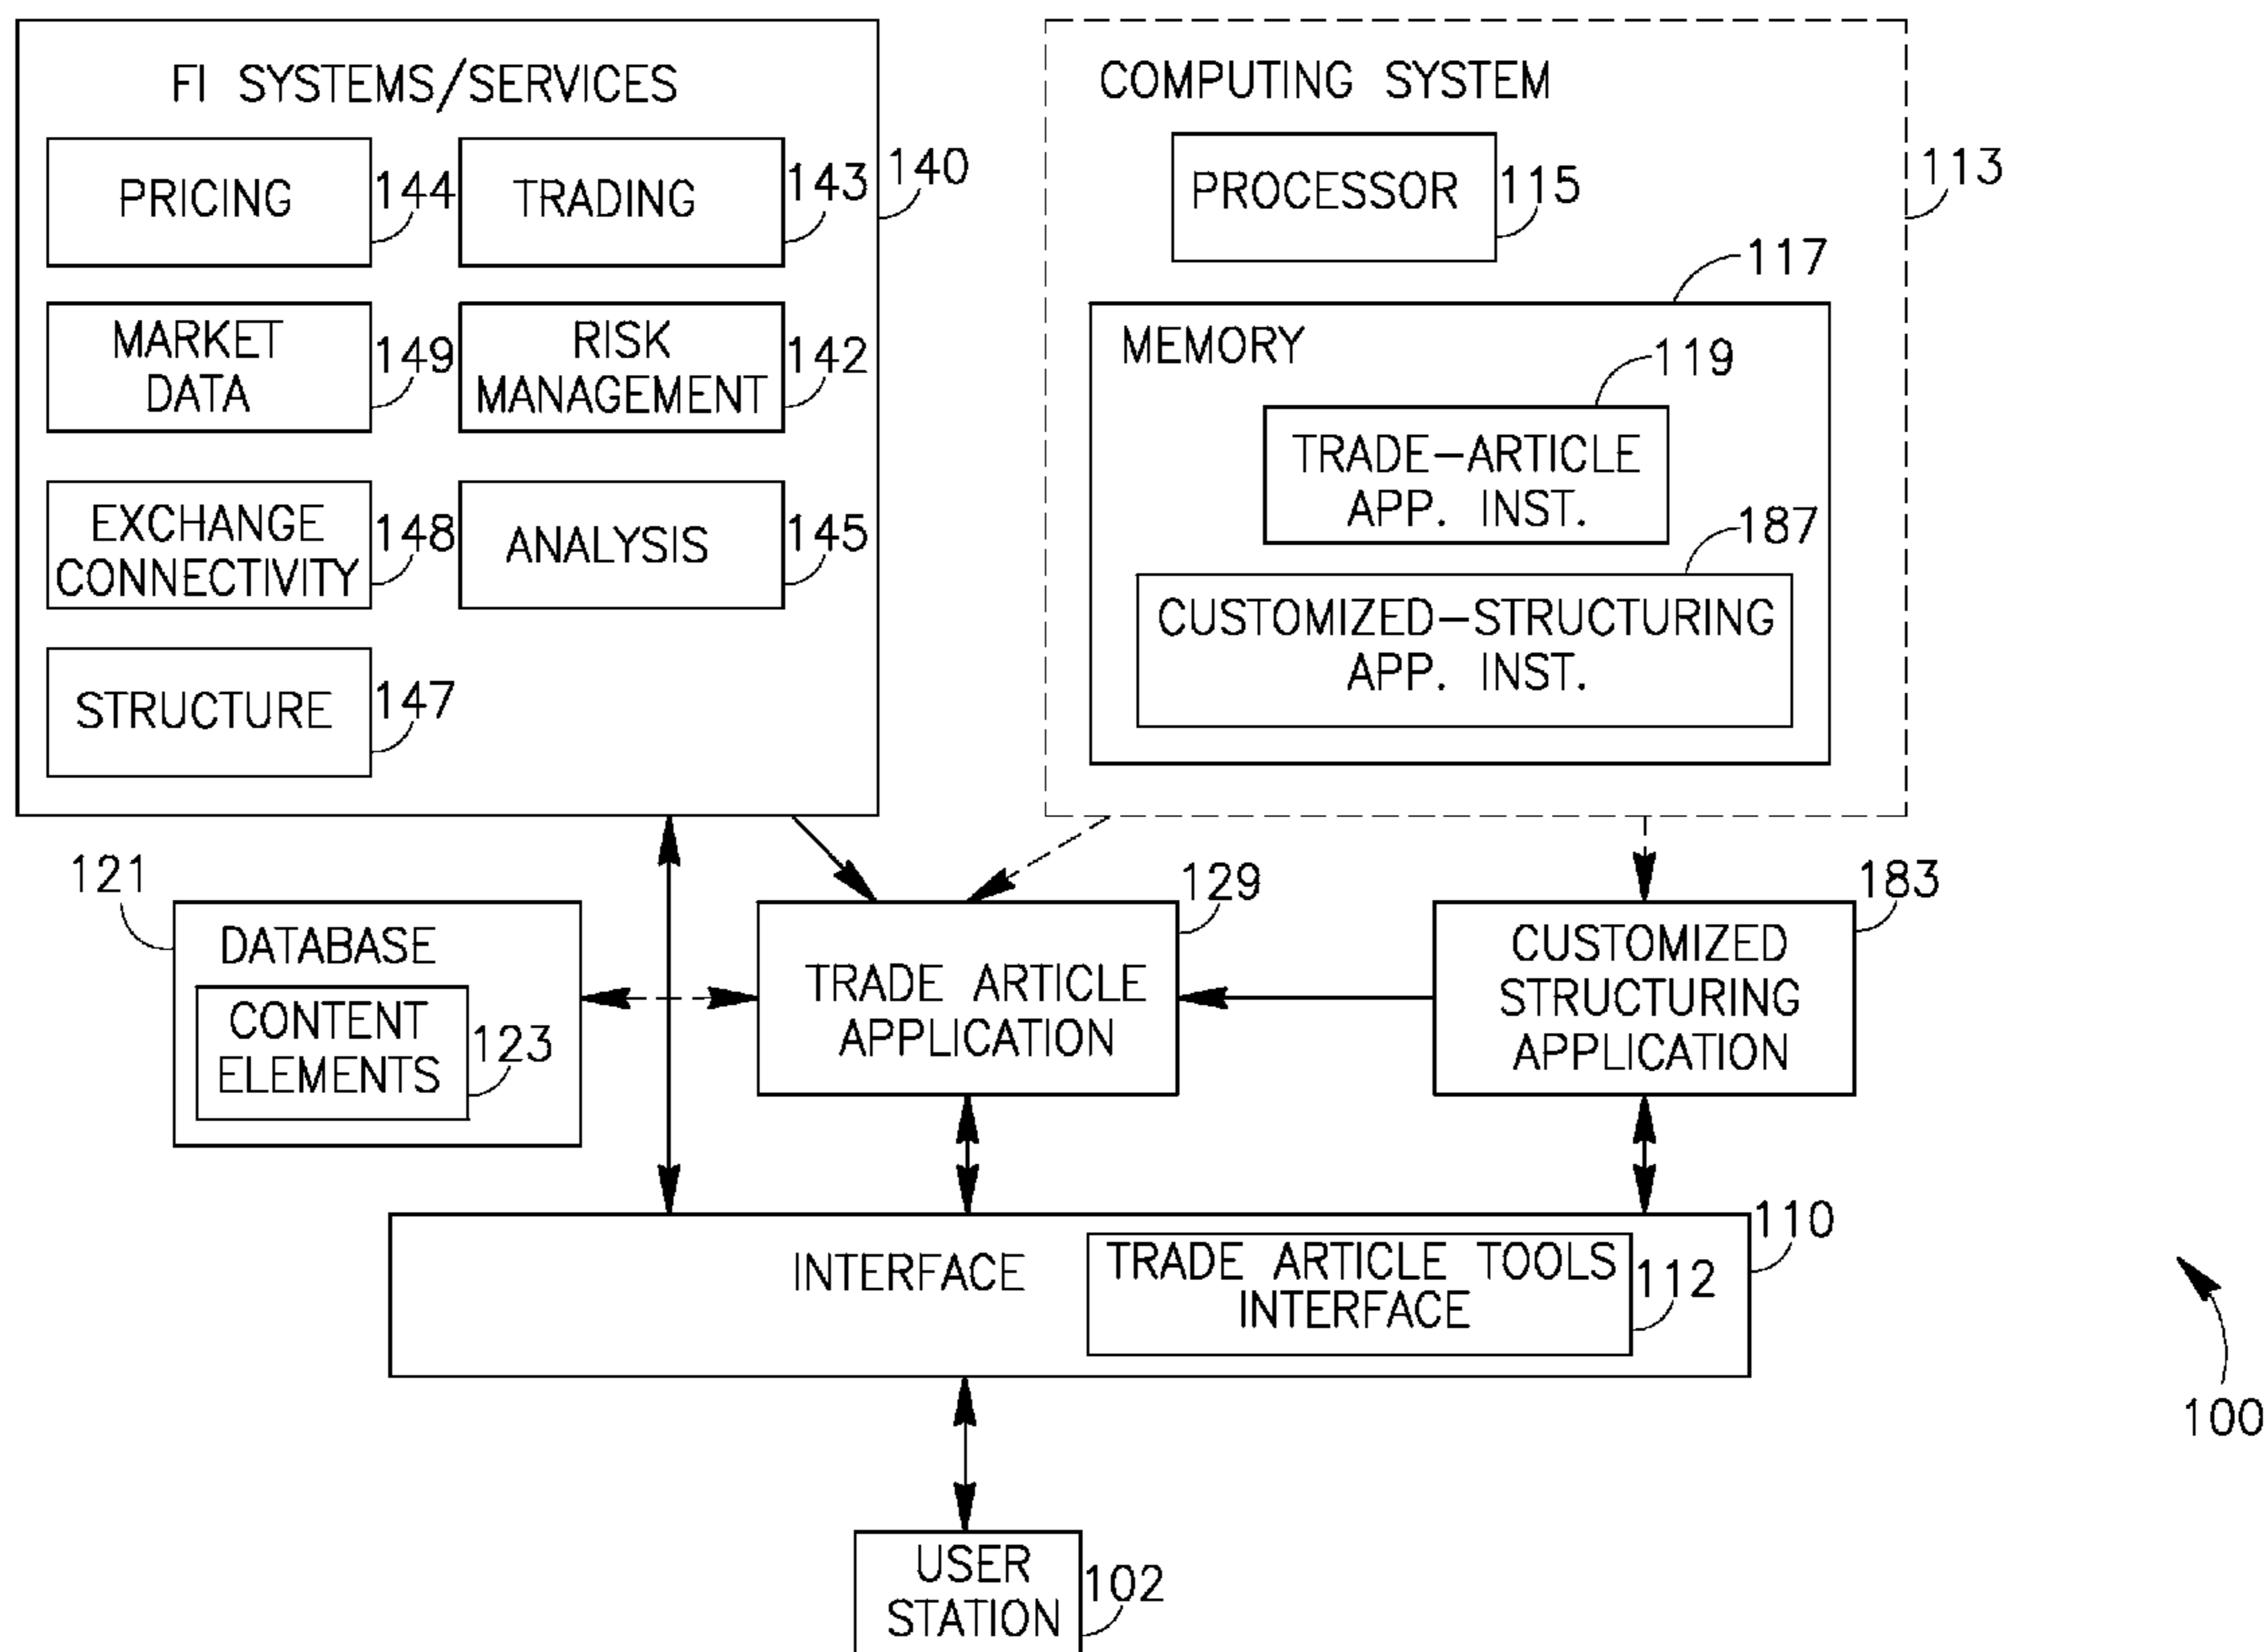 FI SYSTEMS/SERVICES
140
PRICING
144
TRADING
143
MARKET
DATA
149
RISK
MANAGEMENT
142
EXCHANGE
CONNECTIVITY
148
ANALYSIS
145
STRUCTURE
147
COMPUTING SYSTEM
113
PROCESSOR
115
117
MEMORY
119
TRADE-ARTICLE
APP. INST.
187
CUSTOMIZED-STRUCTURING
APP. INST.
121
DATABASE
CONTENT
ELEMENTS
123
129
TRADE ARTICLE
APPLICATION
183
CUSTOMIZED
STRUCTURING
APPLICATION
110
INTERFACE
TRADE ARTICLE TOOLS
INTERFACE
112
100
USER
STATION
102